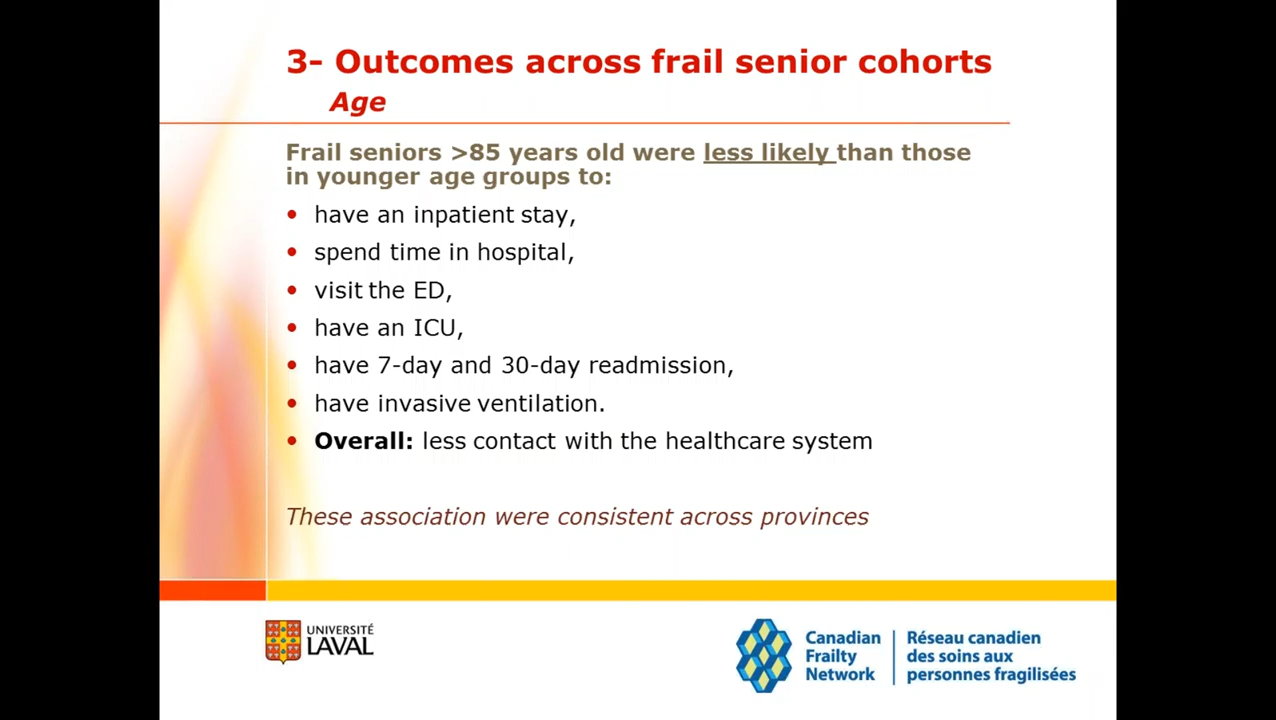 3- Outcomes across frail senior cohorts
Age
Frail seniors >85 years old were less likely than those
in younger age groups to:
• have an inpatient stay,
• spend time in hospital,
• visit the ED,
• have an ICU,
• have 7-day and 30-day readmission,
• have invasive ventilation.
• Overall: less contact with the healthcare system
These association were consistent across provinces
UNIVERSITÉ
LAVAL
Canadian
Frailty
Network
Réseau canadien
des soins aux
personnes fragilisées